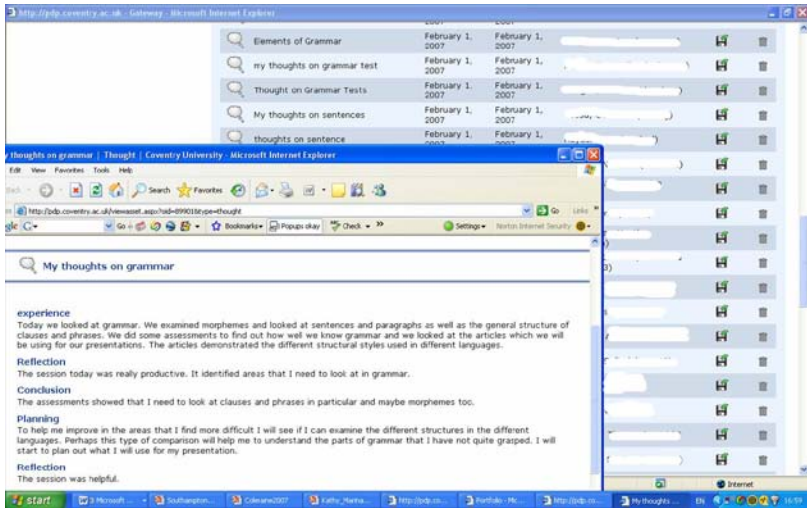 http://pdp.coventry.ac.uk - Gateway - Microsoft Internet Explorer
2007 2007
Elements of Grammar February 1, 2007 February 1, 2007
my thoughts on grammar test February 1, 2007 February 1, 2007
Thought on Grammar Tests February 1, 2007 February 1, 2007
My thoughts on sentences February 1, 2007 February 1, 2007
thoughts on sentence February 1, February 1,
thoughts on grammar | Thought | Coventry University - Microsoft Internet Explorer
Edit View Favorites Tools Help
Search Favorites
http://pdp.coventry.ac.uk/viewasset.aspx?oid=89901&type=thought Go Links
Go Bookmarks Popups okay Check Settings Norton Internet Security
My thoughts on grammar
experience
Today we looked at grammar. We examined morphemes and looked at sentences and paragraphs as well as the general structure of
clauses and phrases. We did some assessments to find out how well we know grammar and we looked at the articles which we will
be using for our presentations. The articles demonstrated the different structural styles used in different languages.
Reflection
The session today was really productive. It identified areas that I need to look at in grammar.
Conclusion
The assessments showed that I need to look at clauses and phrases in particular and maybe morphemes too.
Planning
To help me improve in the areas that I find more difficult I will see if I can examine the different structures in the different
languages. Perhaps this type of comparison will help me to understand the parts of grammar that I have not quite grasped. I will
start to plan out what I will use for my presentation.
Reflection
The session was helpful.
Internet
start 3 Microsoft ... Southampton... Coleraine2007 Kathy_Marina... http://pdp.co... Portfolio - Mic... http://pdp.co... My thoughts ... EN 16:59